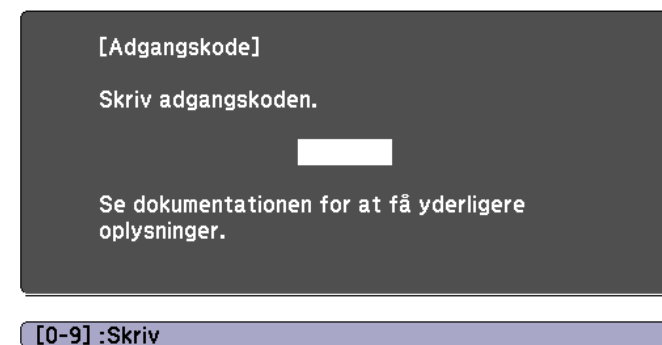 [Adgangskode]
Skriv adgangskoden.
Se dokumentationen for at få yderligere
oplysninger.
[0-9] :Skriv